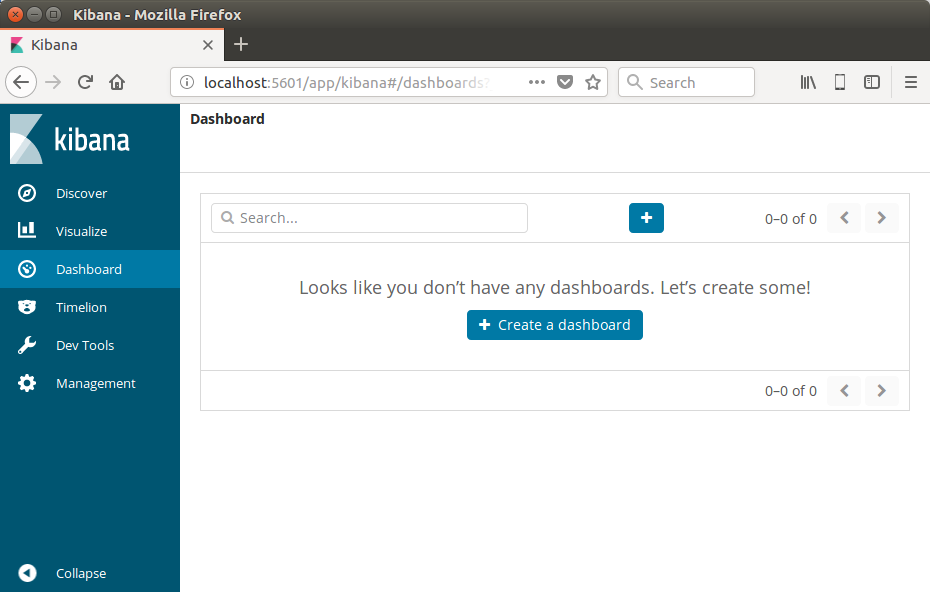 Kibana - Mozilla Firefox
Kibana
localhost:5601/app/kibana#/dashboards?
Search
kibana
Dashboard
Discover
Visualize
Dashboard
Timelion
Dev Tools
Management
Collapse
Search...
0–0 of 0
Looks like you don’t have any dashboards. Let’s create some!
Create a dashboard
0–0 of 0